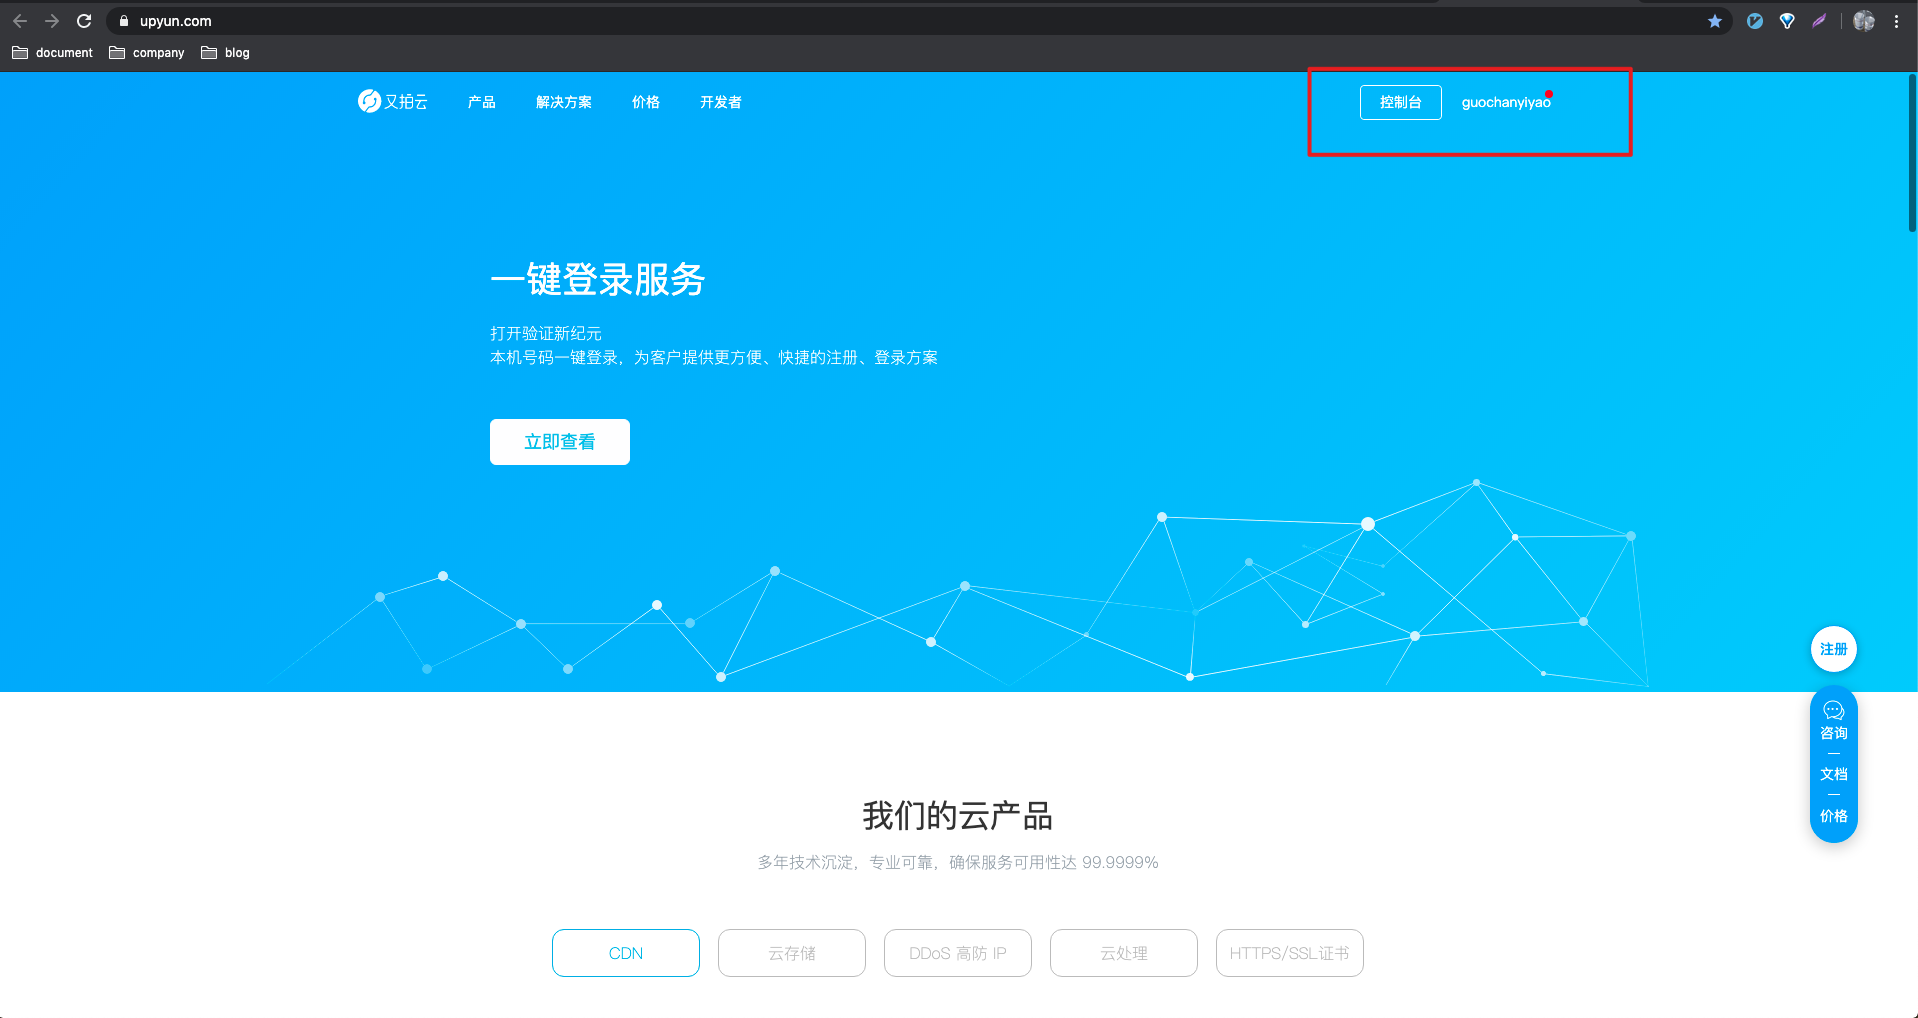 upyun.com
document company blog
又拍云 产品 解决方案 价格 开发者 控制台 guochanyiyao
一键登录服务
打开验证新纪元
本机号码一键登录，为客户提供更方便、快捷的注册、登录方案
立即查看
注册
咨询
文档
价格
我们的云产品
多年技术沉淀，专业可靠，确保服务可用性达 99.9999%
CDN 云存储 DDoS 高防 IP 云处理 HTTPS/SSL证书